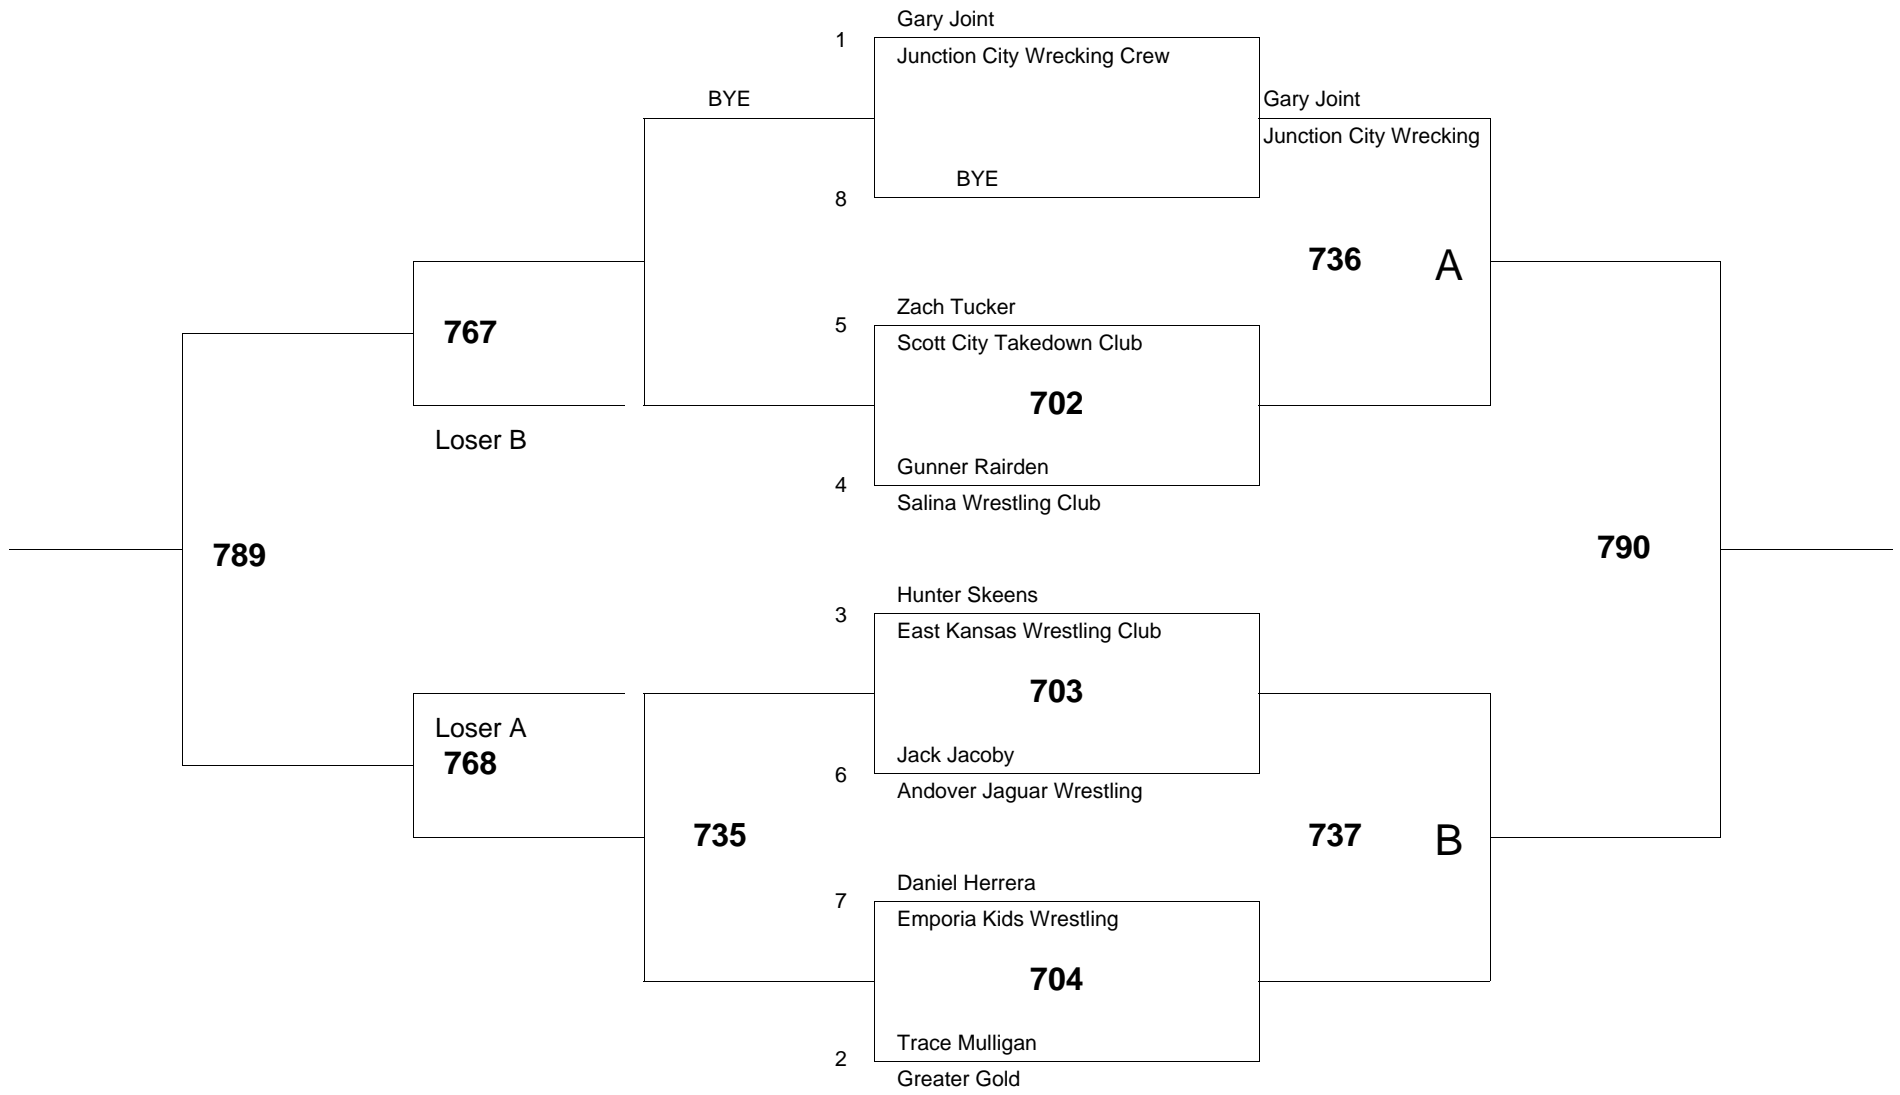 Gary Joint
1
Junction City Wrecking Crew
BYE
Gary Joint
Junction City Wrecking
BYE
8
736
A
Zach Tucker
5
767
Scott City Takedown Club
702
Loser B
Gunner Rairden
4
Salina Wrestling Club
789
790
Hunter Skeens
3
East Kansas Wrestling Club
703
Loser A
768
Jack Jacoby
6
Andover Jaguar Wrestling
735
737
B
Daniel Herrera
7
Emporia Kids Wrestling
704
Trace Mulligan
2
Greater Gold